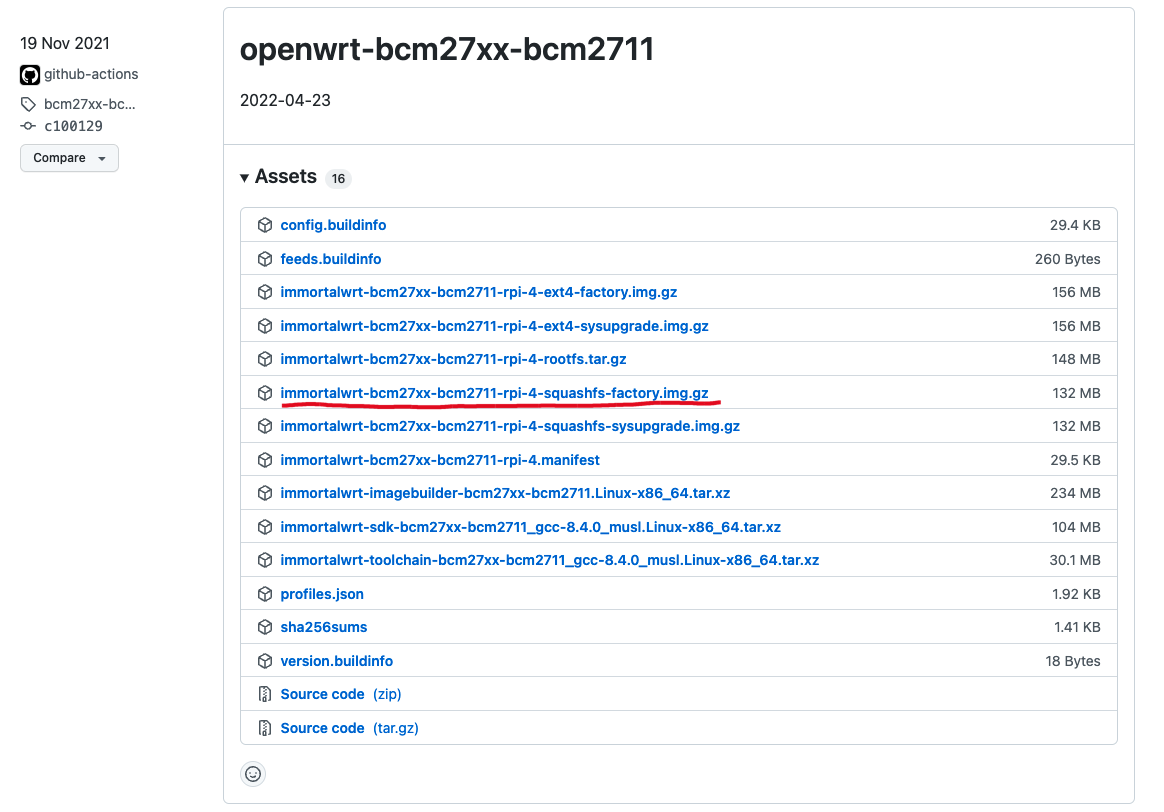 19 Nov 2021
github-actions
bcm27xx-bc...
c100129
Compare
openwrt-bcm27xx-bcm2711
2022-04-23
Assets 16
config.buildinfo 29.4 KB
feeds.buildinfo 260 Bytes
immortalwrt-bcm27xx-bcm2711-rpi-4-ext4-factory.img.gz 156 MB
immortalwrt-bcm27xx-bcm2711-rpi-4-ext4-sysupgrade.img.gz 156 MB
immortalwrt-bcm27xx-bcm2711-rpi-4-rootfs.tar.gz 148 MB
immortalwrt-bcm27xx-bcm2711-rpi-4-squashfs-factory.img.gz 132 MB
immortalwrt-bcm27xx-bcm2711-rpi-4-squashfs-sysupgrade.img.gz 132 MB
immortalwrt-bcm27xx-bcm2711-rpi-4.manifest 29.5 KB
immortalwrt-imagebuilder-bcm27xx-bcm2711.Linux-x86_64.tar.xz 234 MB
immortalwrt-sdk-bcm27xx-bcm2711_gcc-8.4.0_musl.Linux-x86_64.tar.xz 104 MB
immortalwrt-toolchain-bcm27xx-bcm2711_gcc-8.4.0_musl.Linux-x86_64.tar.xz 30.1 MB
profiles.json 1.92 KB
sha256sums 1.41 KB
version.buildinfo 18 Bytes
Source code (zip)
Source code (tar.gz)